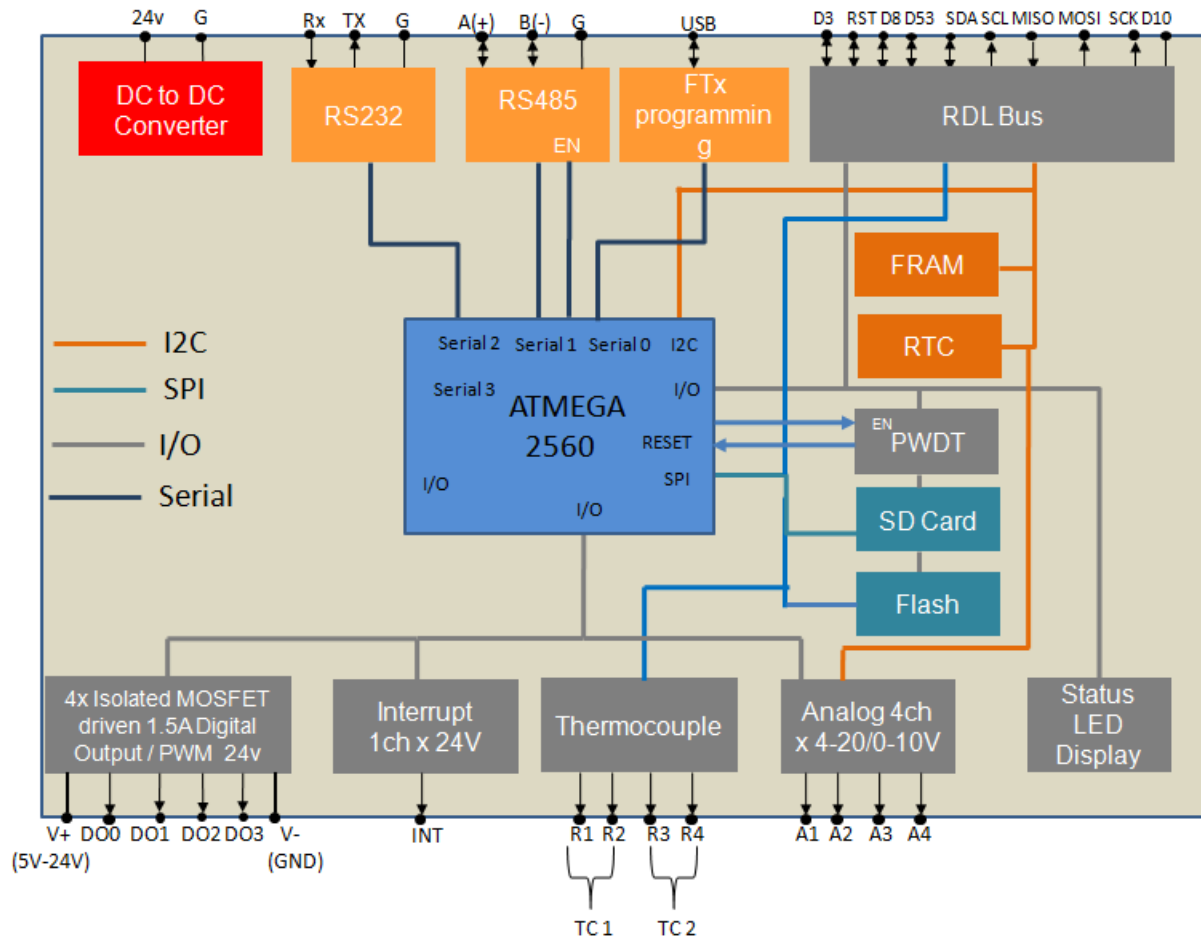 24v G Rx TX G A(+) B(-) G USB D3 RST D8 D53 SDA SCL MISO MOSI SCK D10
DC to DC
Converter
RS232
RS485
EN
FTx
programmin
g
RDL Bus
FRAM
RTC
I2C
SPI
I/O
Serial
Serial 2 Serial 1 Serial 0 I2C
Serial 3
I/O
ATMEGA
2560
RESET
SPI
I/O
I/O
EN
PWDT
SD Card
Flash
4x Isolated MOSFET
driven 1.5A Digital
Output / PWM 24v
Interrupt
1ch x 24V
Thermocouple
Analog 4ch
x 4-20/0-10V
Status
LED
Display
V+ DO0 DO1 DO2 DO3 V- INT R1 R2 R3 R4 A1 A2 A3 A4
(5V-24V) (GND)
TC 1 TC 2